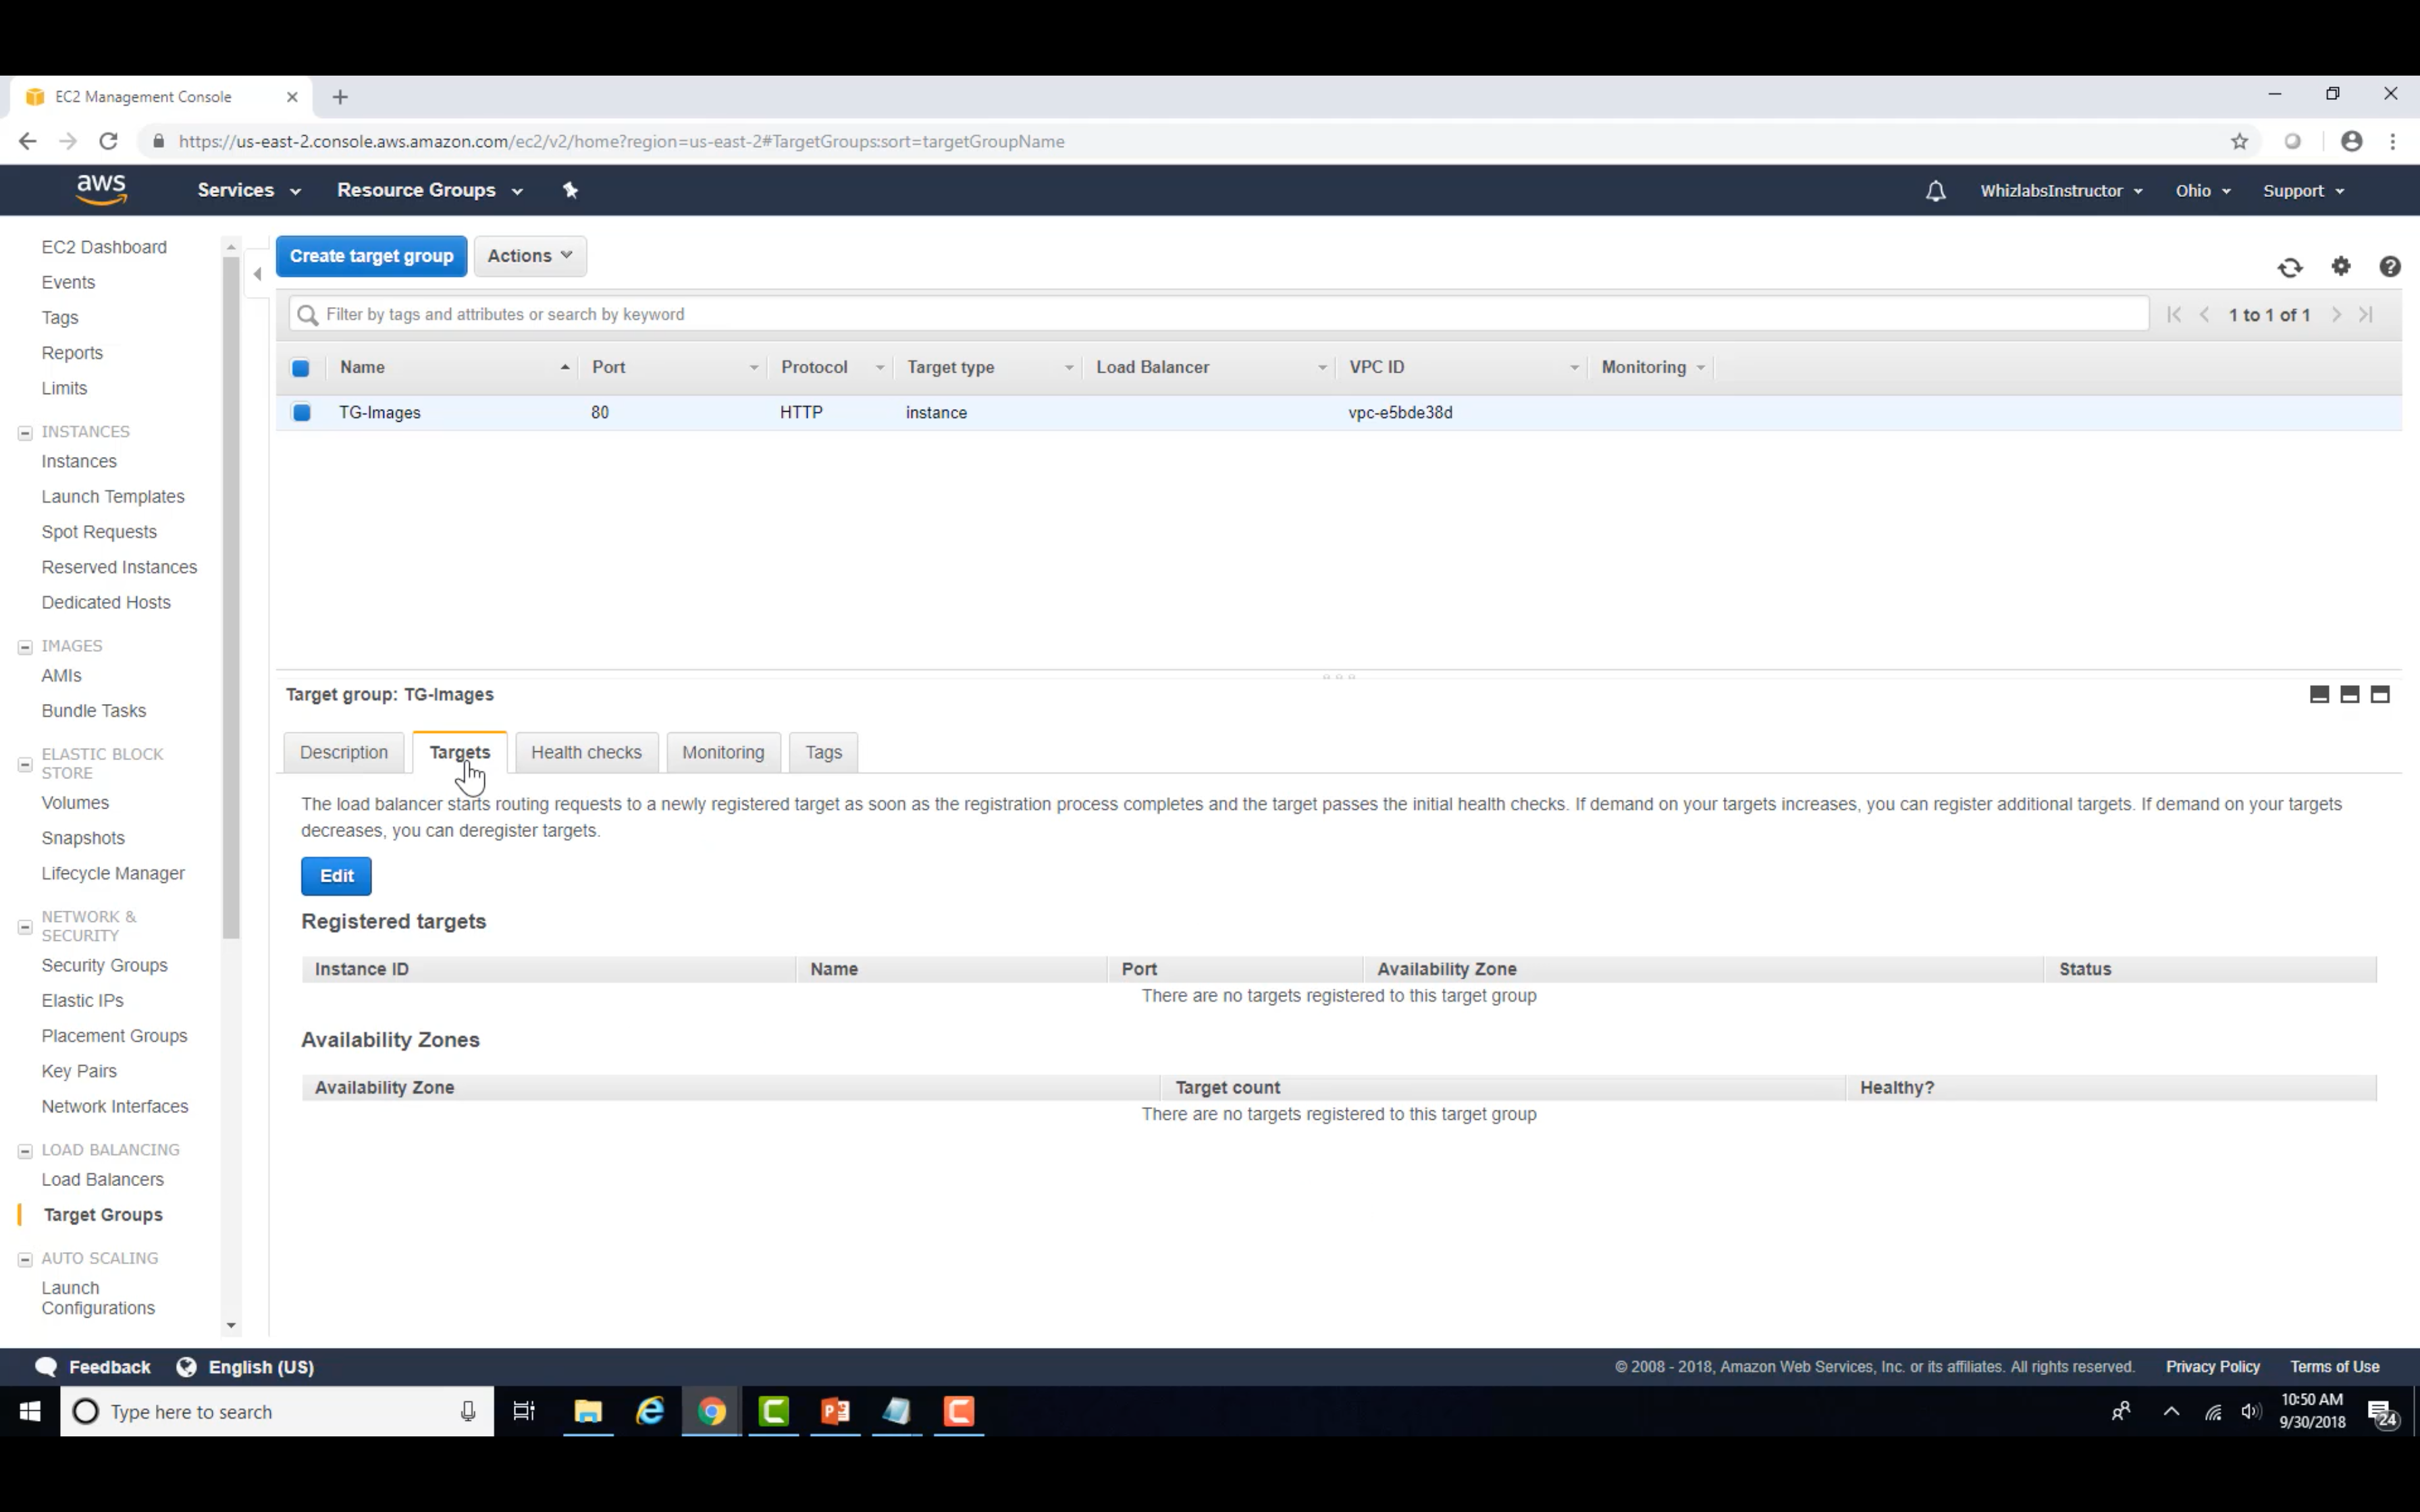 EC2 Management Console
https://us-east-2.console.aws.amazon.com/ec2/v2/home?region=us-east-2#TargetGroups:sort=targetGroupName
aws Services Resource Groups WhizlabsInstructor Ohio Support
EC2 Dashboard
Events
Tags
Reports
Limits
INSTANCES
Instances
Launch Templates
Spot Requests
Reserved Instances
Dedicated Hosts
IMAGES
AMIs
Bundle Tasks
ELASTIC BLOCK
STORE
Volumes
Snapshots
Lifecycle Manager
NETWORK &
SECURITY
Security Groups
Elastic IPs
Placement Groups
Key Pairs
Network Interfaces
LOAD BALANCING
Load Balancers
Target Groups
AUTO SCALING
Launch
Configurations
Create target group Actions
Filter by tags and attributes or search by keyword 1 to 1 of 1
Name Port Protocol Target type Load Balancer VPC ID Monitoring
TG-Images 80 HTTP instance vpc-e5bde38d
Target group: TG-Images
Description Targets Health checks Monitoring Tags
The load balancer starts routing requests to a newly registered target as soon as the registration process completes and the target passes the initial health checks. If demand on your targets increases, you can register additional targets. If demand on your targets
decreases, you can deregister targets.
Edit
Registered targets
Instance ID Name Port Availability Zone Status
There are no targets registered to this target group
Availability Zones
Availability Zone Target count Healthy?
There are no targets registered to this target group
Feedback English (US) © 2008 - 2018, Amazon Web Services, Inc. or its affiliates. All rights reserved. Privacy Policy Terms of Use
Type here to search
10:50 AM
9/30/2018
24